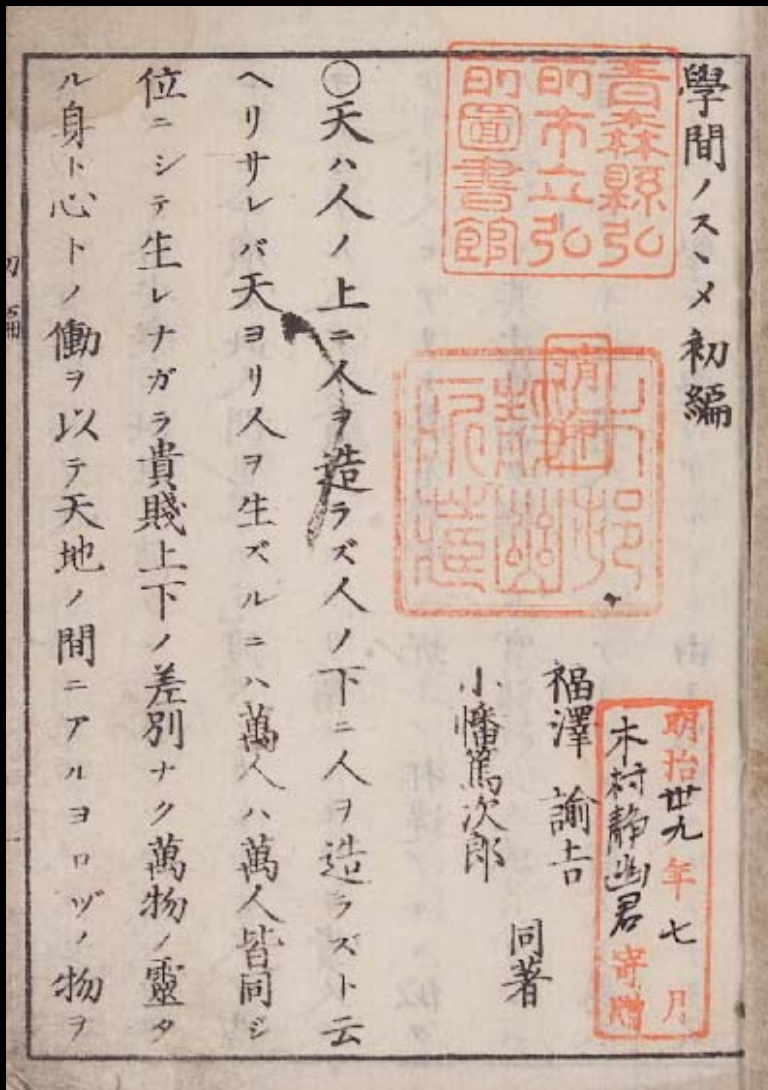 青森縣弘
前市立弘
前圖書館
學問ノスヽメ 初編
明治卅九年七月
木村静幽君寄贈
福澤諭吉
小幡篤次郎
同著
○天ハ人ノ上ニ人ヲ造ラズ人ノ下ニ人ヲ造ラズト云
ヘリサレバ天ヨリ人ヲ生ズルニハ萬人ハ萬人皆同ジ
位ニシテ生レナガラ貴賤上下ノ差別ナク萬物ノ靈タ
ル身ト心トノ働ヲ以テ天地ノ間ニアルヨロヅノ物ヲ